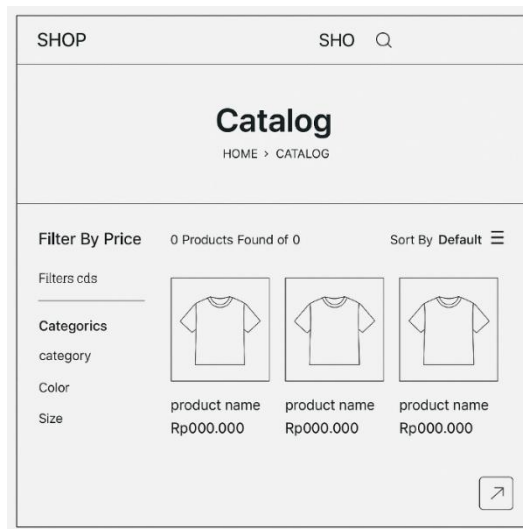 SHOP
SHO
Catalog
HOME > CATALOG
Filter By Price
0 Products Found of 0
Sort By Default
Filters cds
Categorics
category
Color
Size
product name
product name
product name
Rp000.000
Rp000.000
Rp000.000